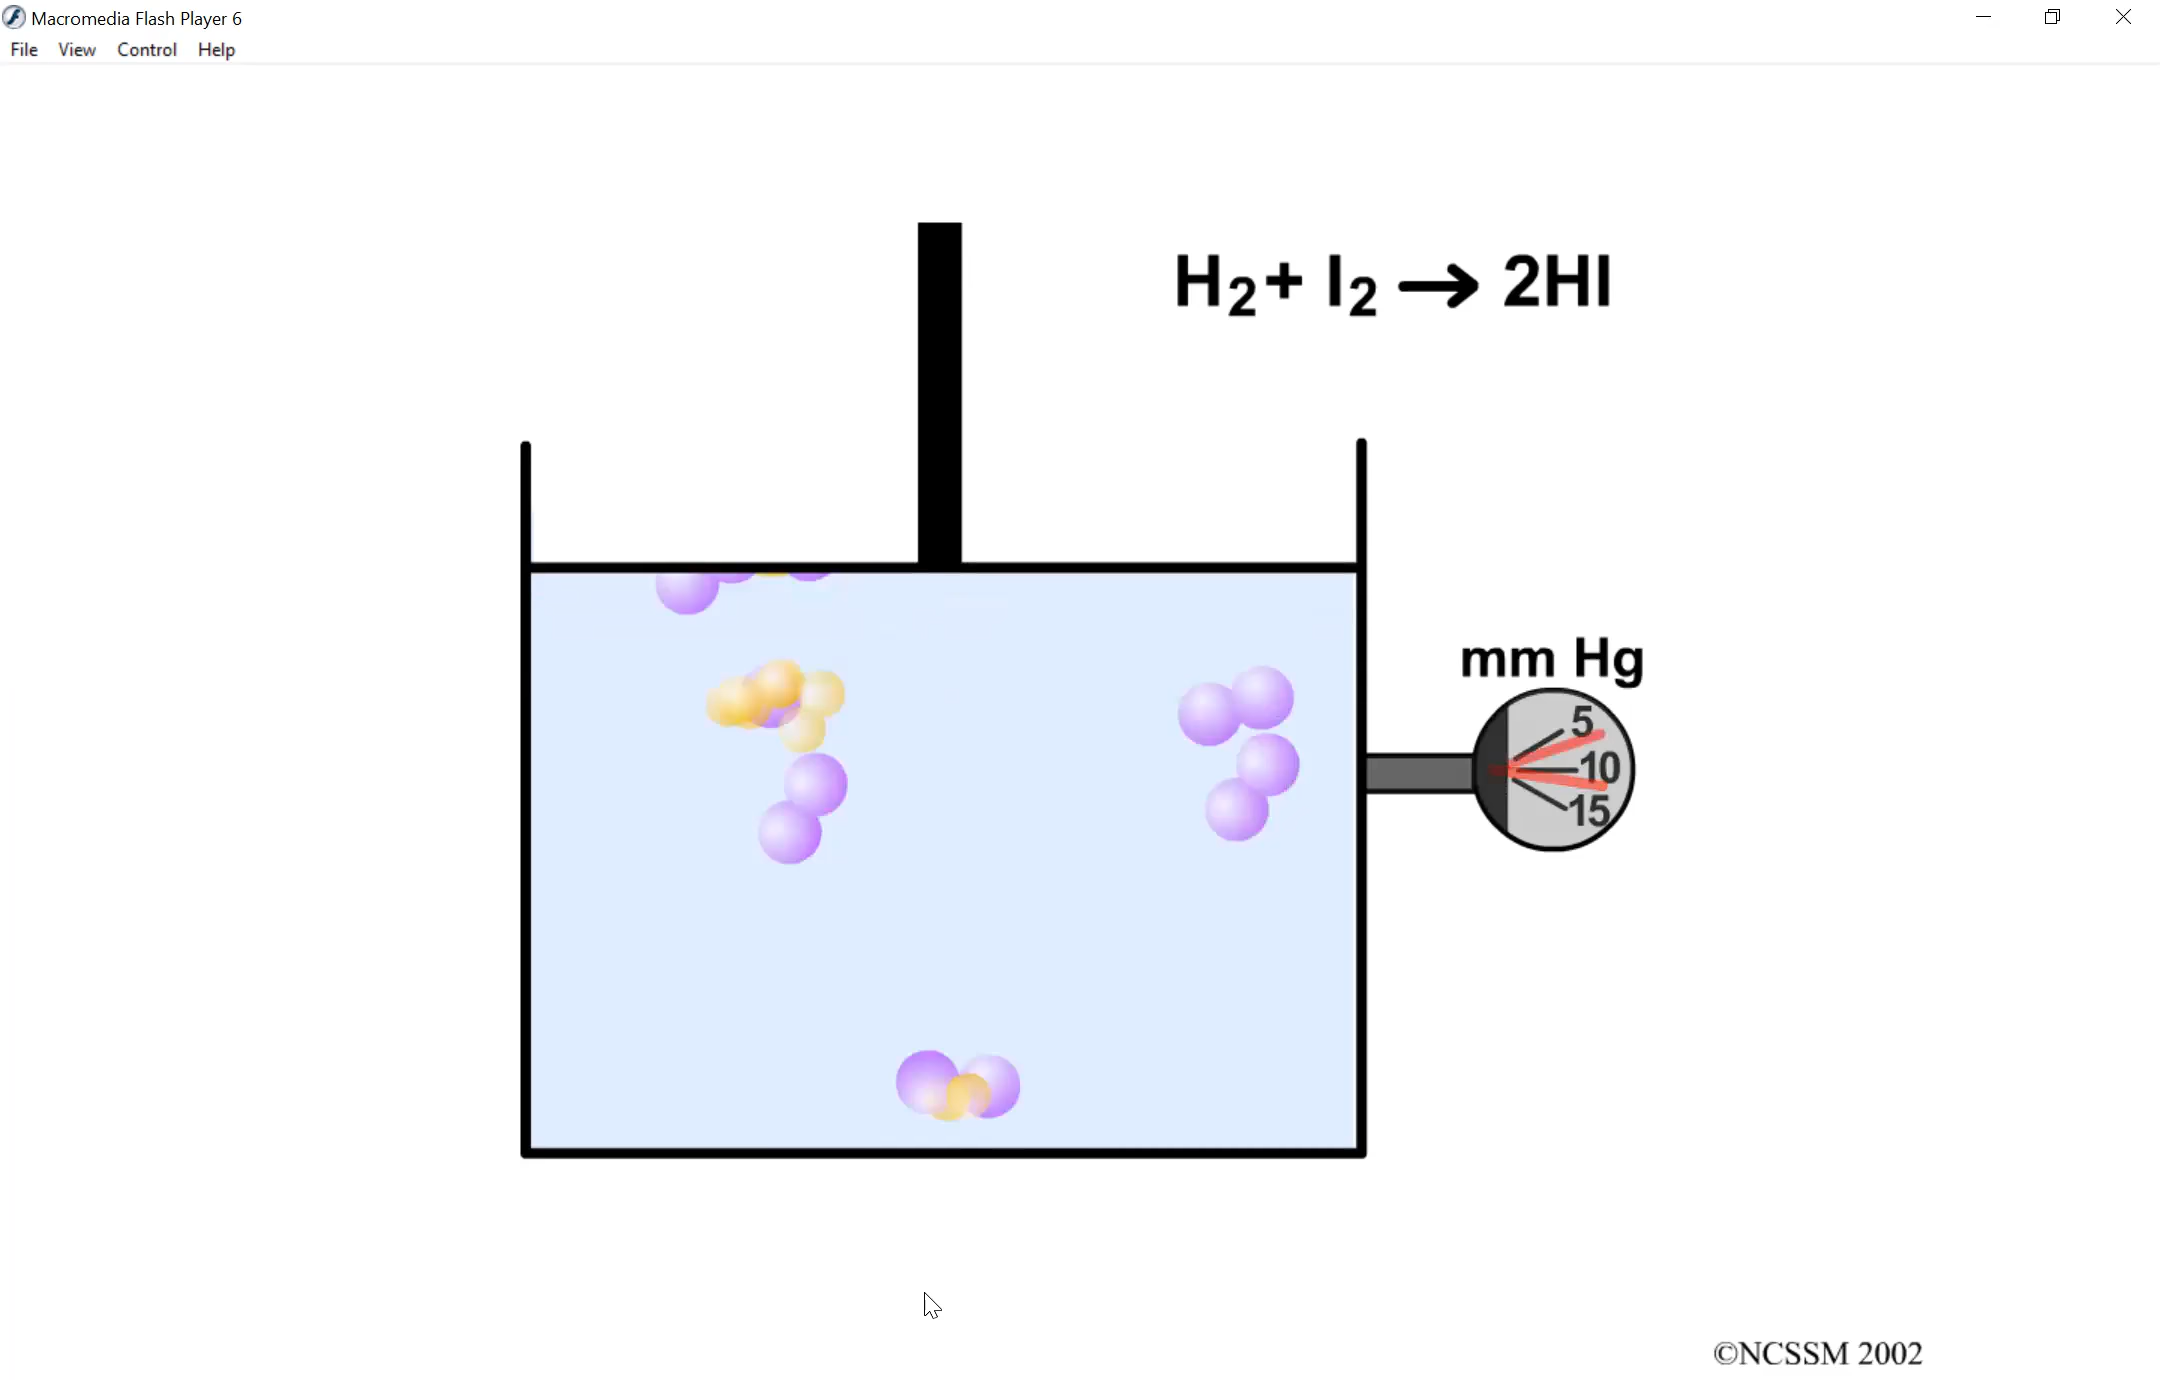 Macromedia Flash Player 6
File View Control Help
H2 + I2 → 2HI
mm Hg
5
10
15
©NCSSM 2002